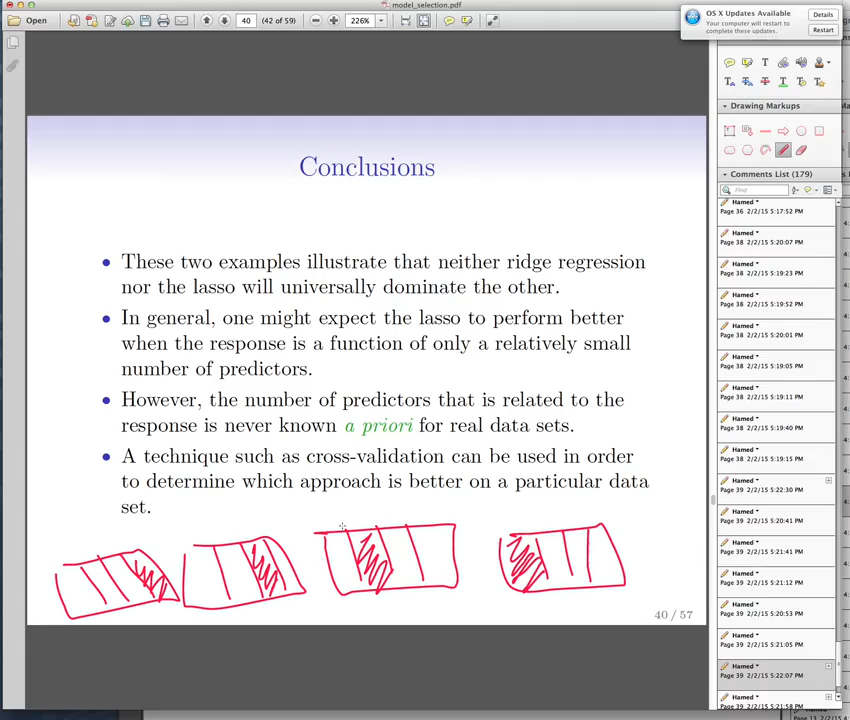 model_selection.pdf
Open
40
(42 of 59)
226%
OS X Updates Available
Your computer will restart to complete these updates.
Details
Restart
Conclusions
• These two examples illustrate that neither ridge regression
nor the lasso will universally dominate the other.
• In general, one might expect the lasso to perform better
when the response is a function of only a relatively small
number of predictors.
• However, the number of predictors that is related to the
response is never known a priori for real data sets.
• A technique such as cross-validation can be used in order
to determine which approach is better on a particular data
set.
40 / 57
Drawing Markups
Comments List (179)
Find
Hamed
Page 36 2/2/15 5:17:52 PM
Hamed
Page 38 2/2/15 5:20:07 PM
Hamed
Page 38 2/2/15 5:19:23 PM
Hamed
Page 38 2/2/15 5:19:52 PM
Hamed
Page 38 2/2/15 5:20:01 PM
Hamed
Page 38 2/2/15 5:19:05 PM
Hamed
Page 38 2/2/15 5:19:11 PM
Hamed
Page 38 2/2/15 5:19:40 PM
Hamed
Page 38 2/2/15 5:19:15 PM
Hamed
Page 39 2/2/15 5:22:30 PM
Hamed
Page 39 2/2/15 5:20:41 PM
Hamed
Page 39 2/2/15 5:21:41 PM
Hamed
Page 39 2/2/15 5:21:12 PM
Hamed
Page 39 2/2/15 5:20:53 PM
Hamed
Page 39 2/2/15 5:21:05 PM
Hamed
Page 39 2/2/15 5:22:07 PM
Hamed
Page 39 2/2/15 5:21:58 PM